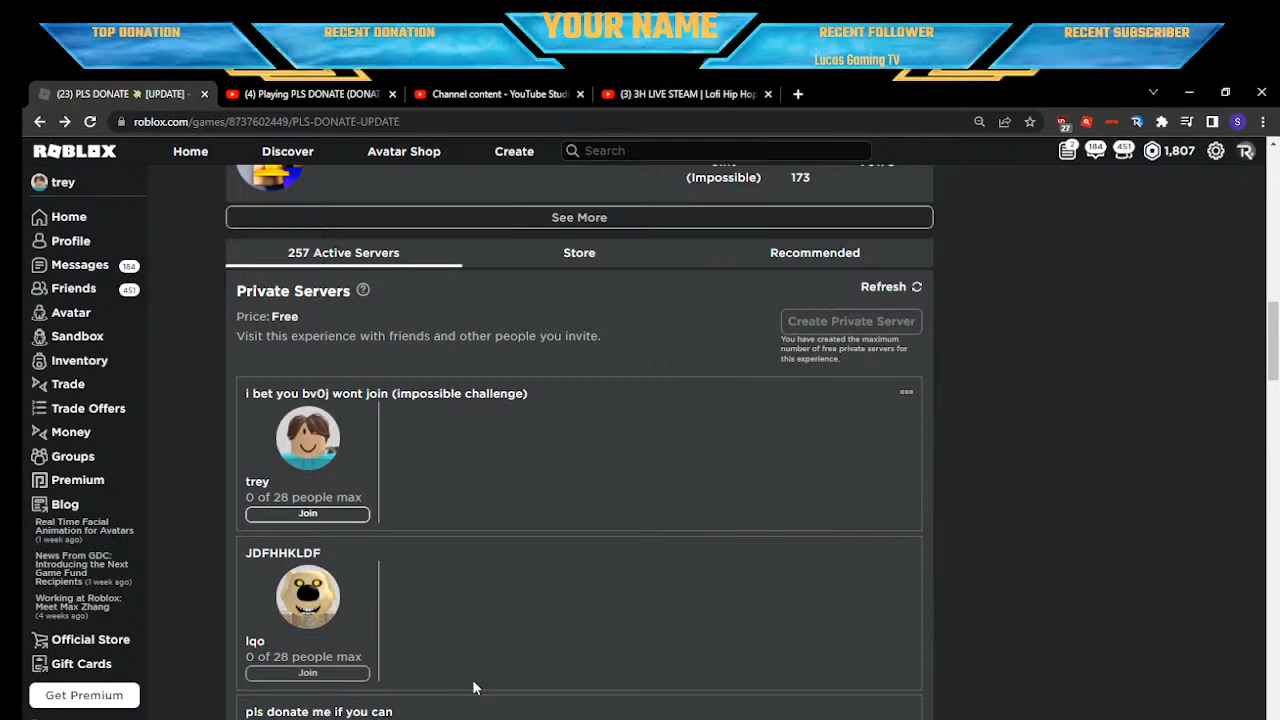 TOP DONATION
RECENT DONATION
YOUR NAME
RECENT FOLLOWER
Lucas Gaming TV
RECENT SUBSCRIBER
(23) PLS DONATE [UPDATE] -
(4) Playing PLS DONATE (DONAT
Channel content - YouTube Studi
(3) 3H LIVE STEAM | Lofi Hip Hop
roblox.com/games/8737602449/PLS-DONATE-UPDATE
27
S
ROBLOX
Home
Discover
Avatar Shop
Create
Search
2
184
451
1,807
trey
Home
Profile
Messages
184
Friends
451
Avatar
Sandbox
Inventory
Trade
Trade Offers
Money
Groups
Premium
Blog
Real Time Facial
Animation for Avatars
(1 week ago)
News From GDC:
Introducing the Next
Game Fund
Recipients (1 week ago)
Working at Roblox:
Meet Max Zhang
(4 weeks ago)
Official Store
Gift Cards
Get Premium
(Impossible)
173
See More
257 Active Servers
Store
Recommended
Private Servers
Refresh
Price: Free
Visit this experience with friends and other people you invite.
Create Private Server
You have created the maximum
number of free private servers for
this experience.
i bet you bv0j wont join (impossible challenge)
trey
0 of 28 people max
Join
JDFHHKLDF
lqo
0 of 28 people max
Join
pls donate me if you can